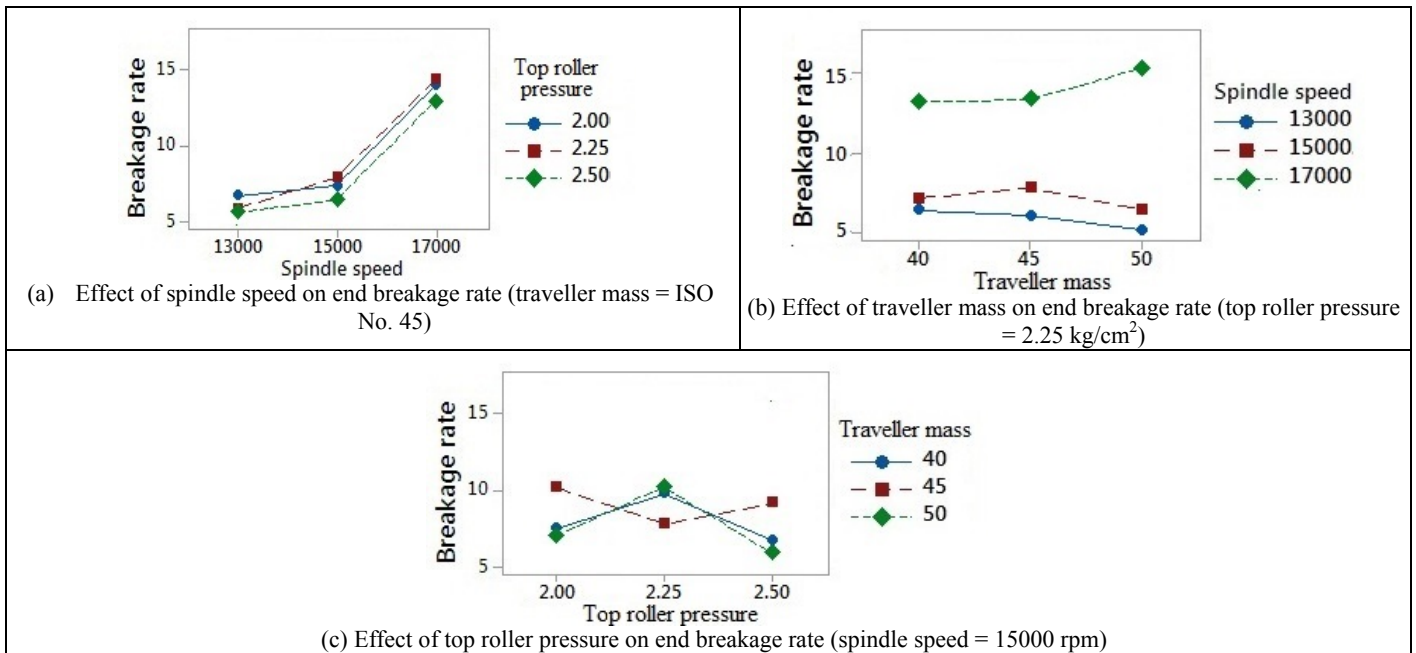 Breakage rate
15
10
5
13000 15000 17000
Spindle speed
Top roller
pressure
2.00
2.25
2.50
(a) Effect of spindle speed on end breakage rate (traveller mass = ISO
No. 45)
Breakage rate
15
10
5
40 45 50
Traveller mass
Spindle speed
13000
15000
17000
(b) Effect of traveller mass on end breakage rate (top roller pressure
= 2.25 kg/cm²)
Breakage rate
15
10
5
2.00 2.25 2.50
Top roller pressure
Traveller mass
40
45
50
(c) Effect of top roller pressure on end breakage rate (spindle speed = 15000 rpm)